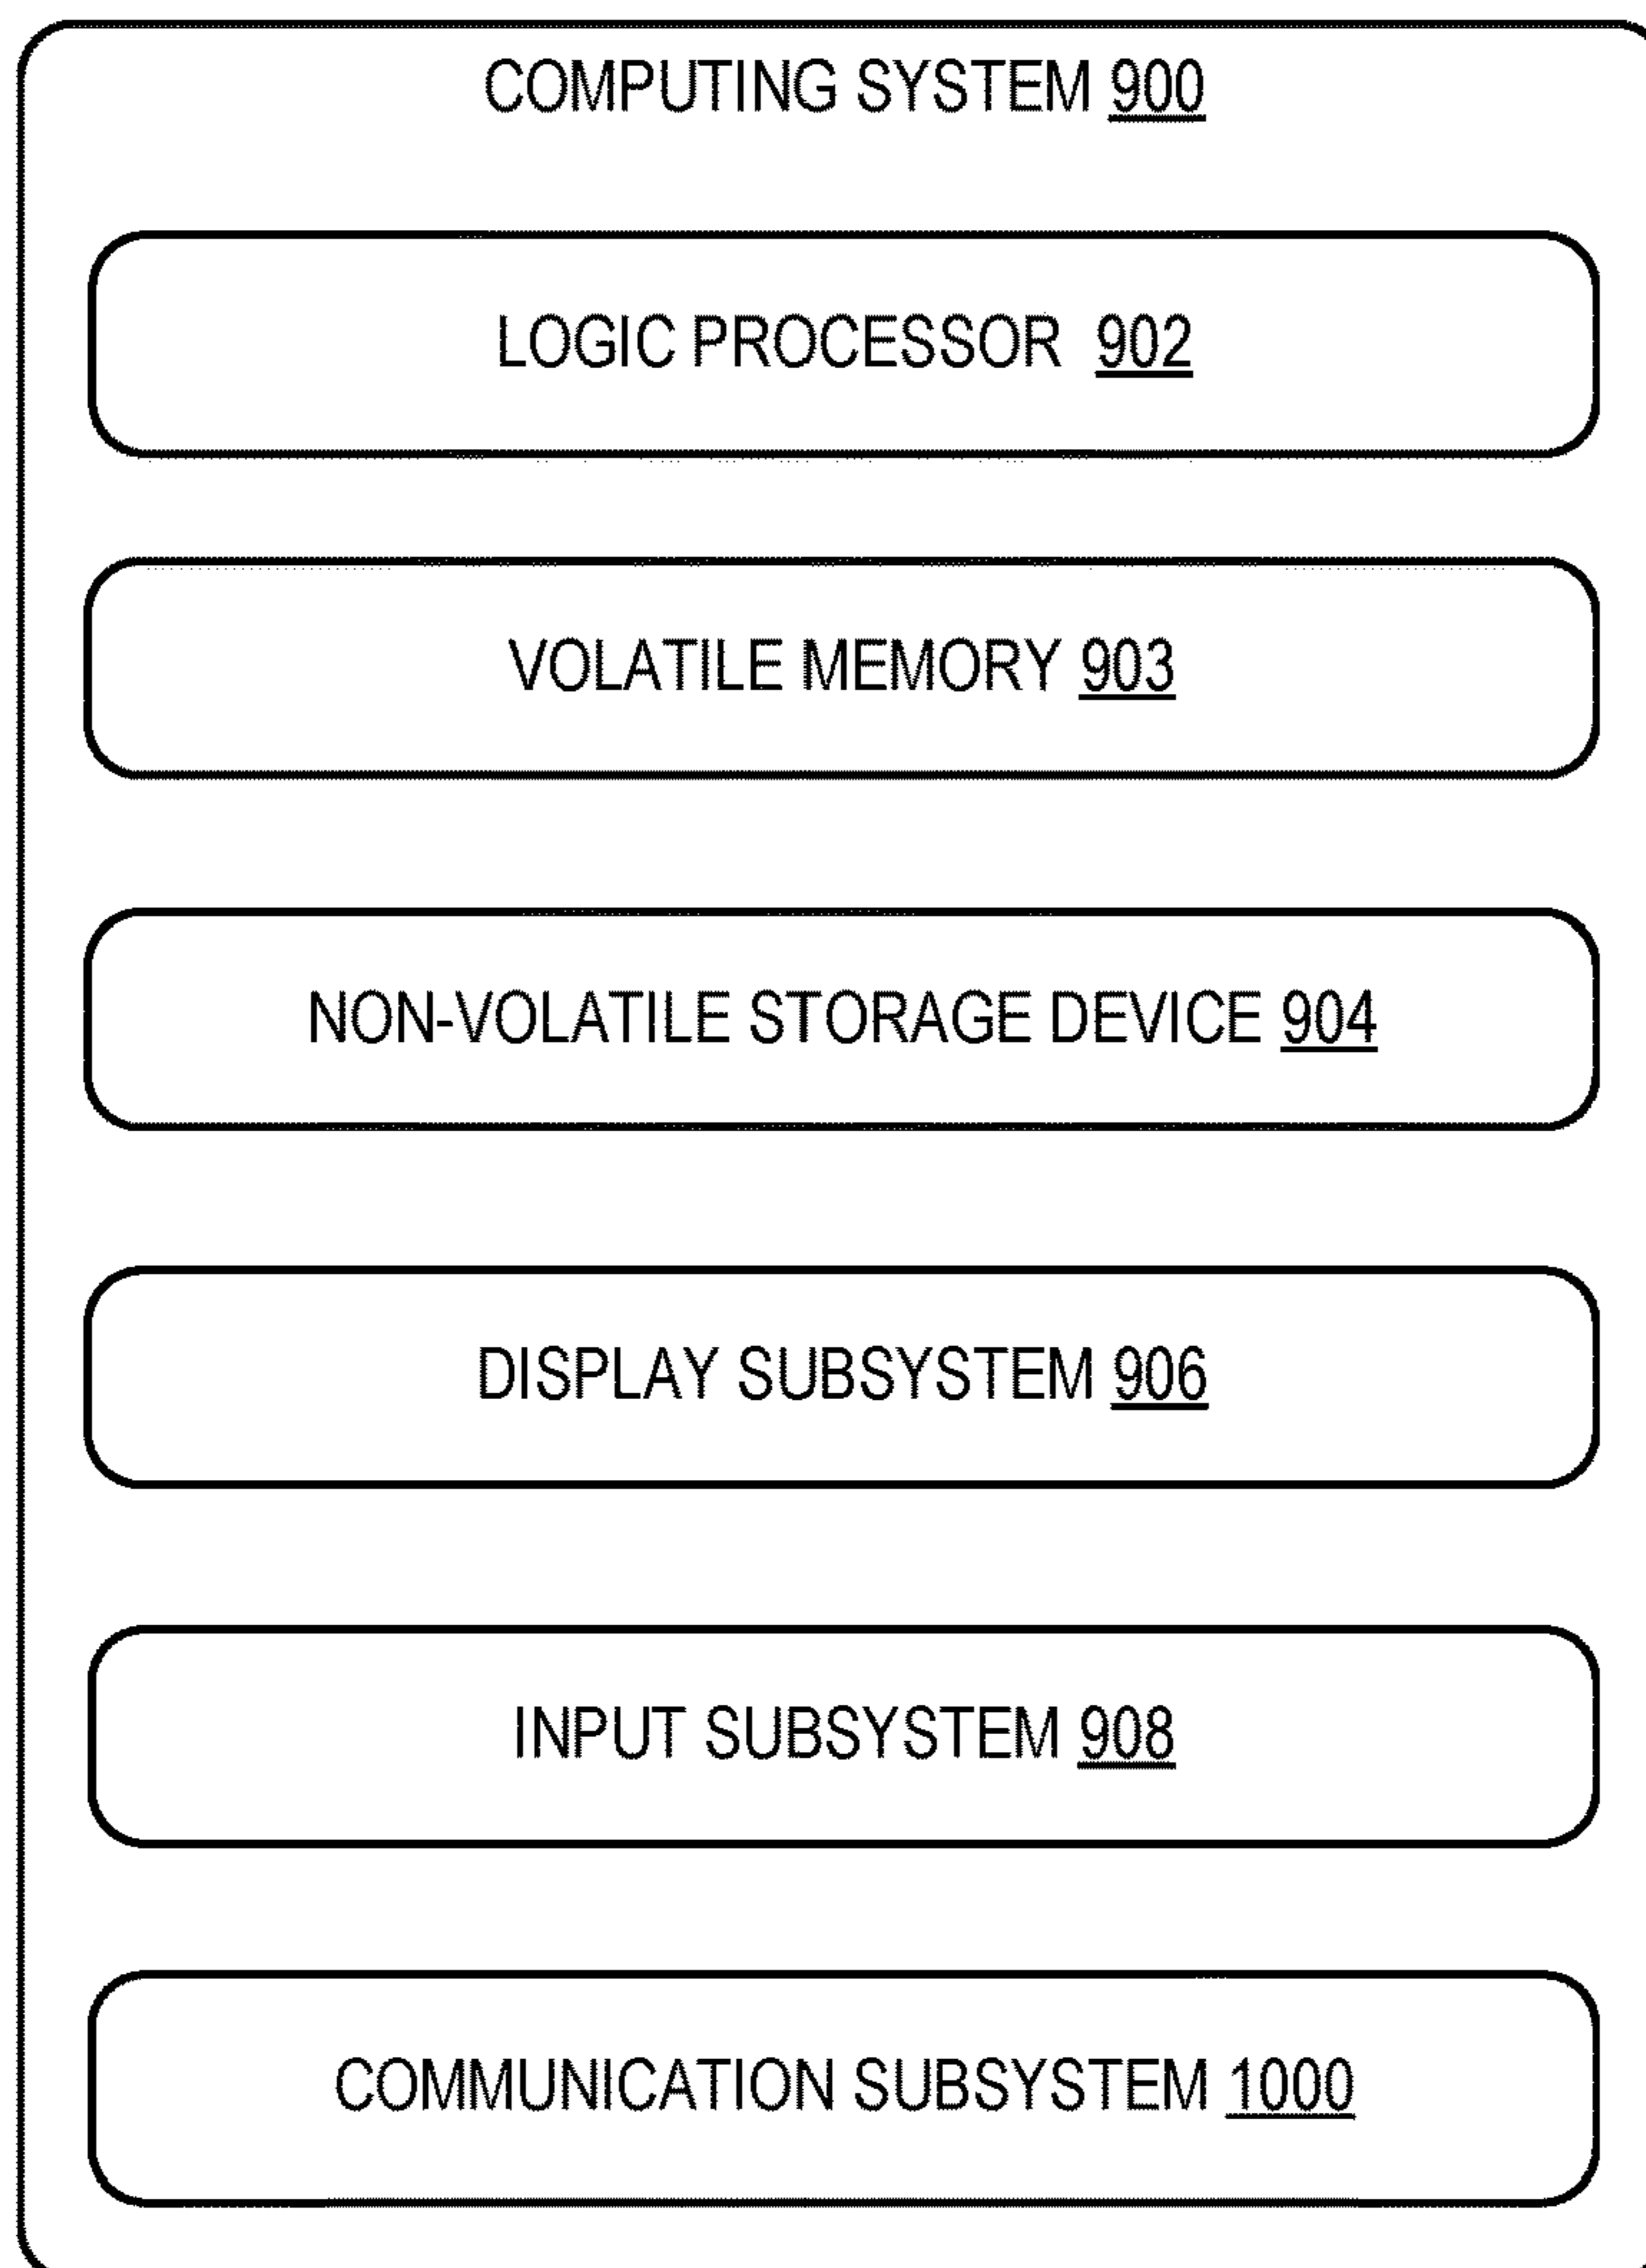 COMPUTING SYSTEM 900
LOGIC PROCESSOR 902
VOLATILE MEMORY 903
NON-VOLATILE STORAGE DEVICE 904
DISPLAY SUBSYSTEM 906
INPUT SUBSYSTEM 908
COMMUNICATION SUBSYSTEM 1000